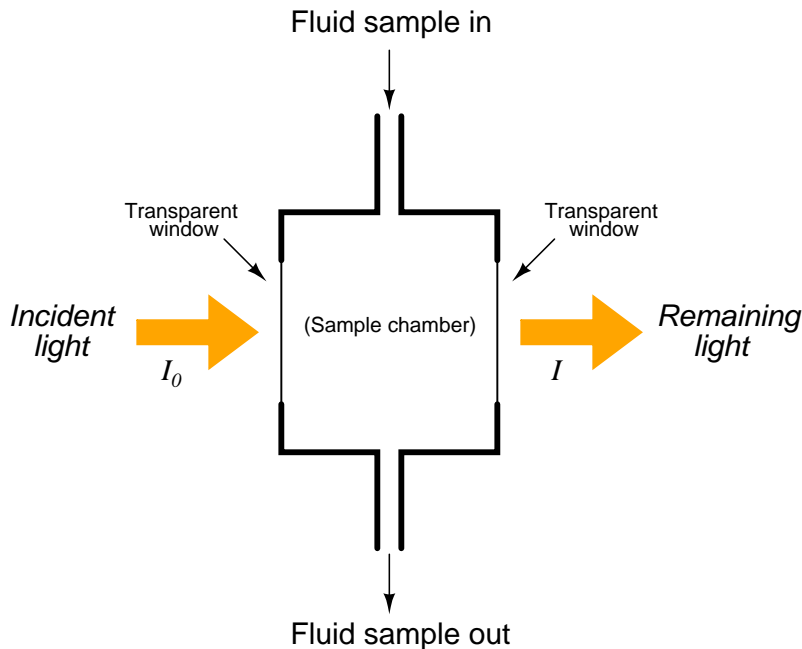 Fluid sample in
Transparent
window
Transparent
window
Incident
light
I0
(Sample chamber)
I
Remaining
light
Fluid sample out